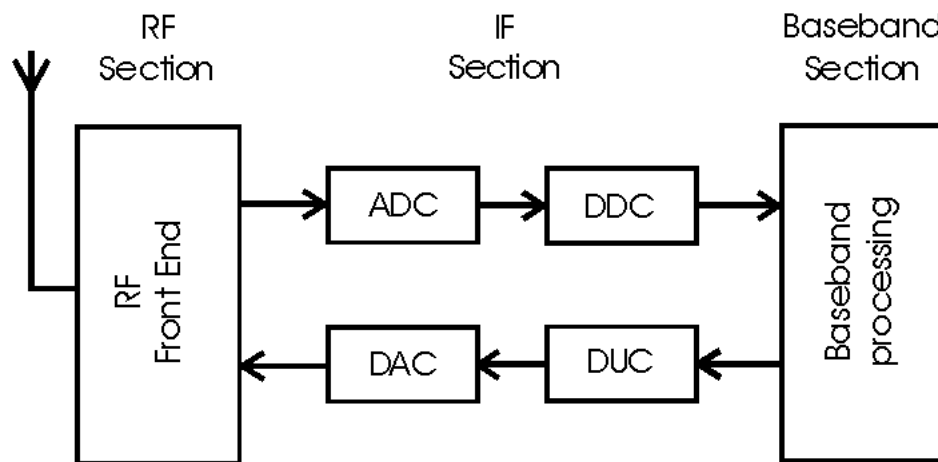 RF
Section
IF
Section
Baseband
Section
RF
Front End
ADC
DDC
DAC
DUC
Baseband
processing